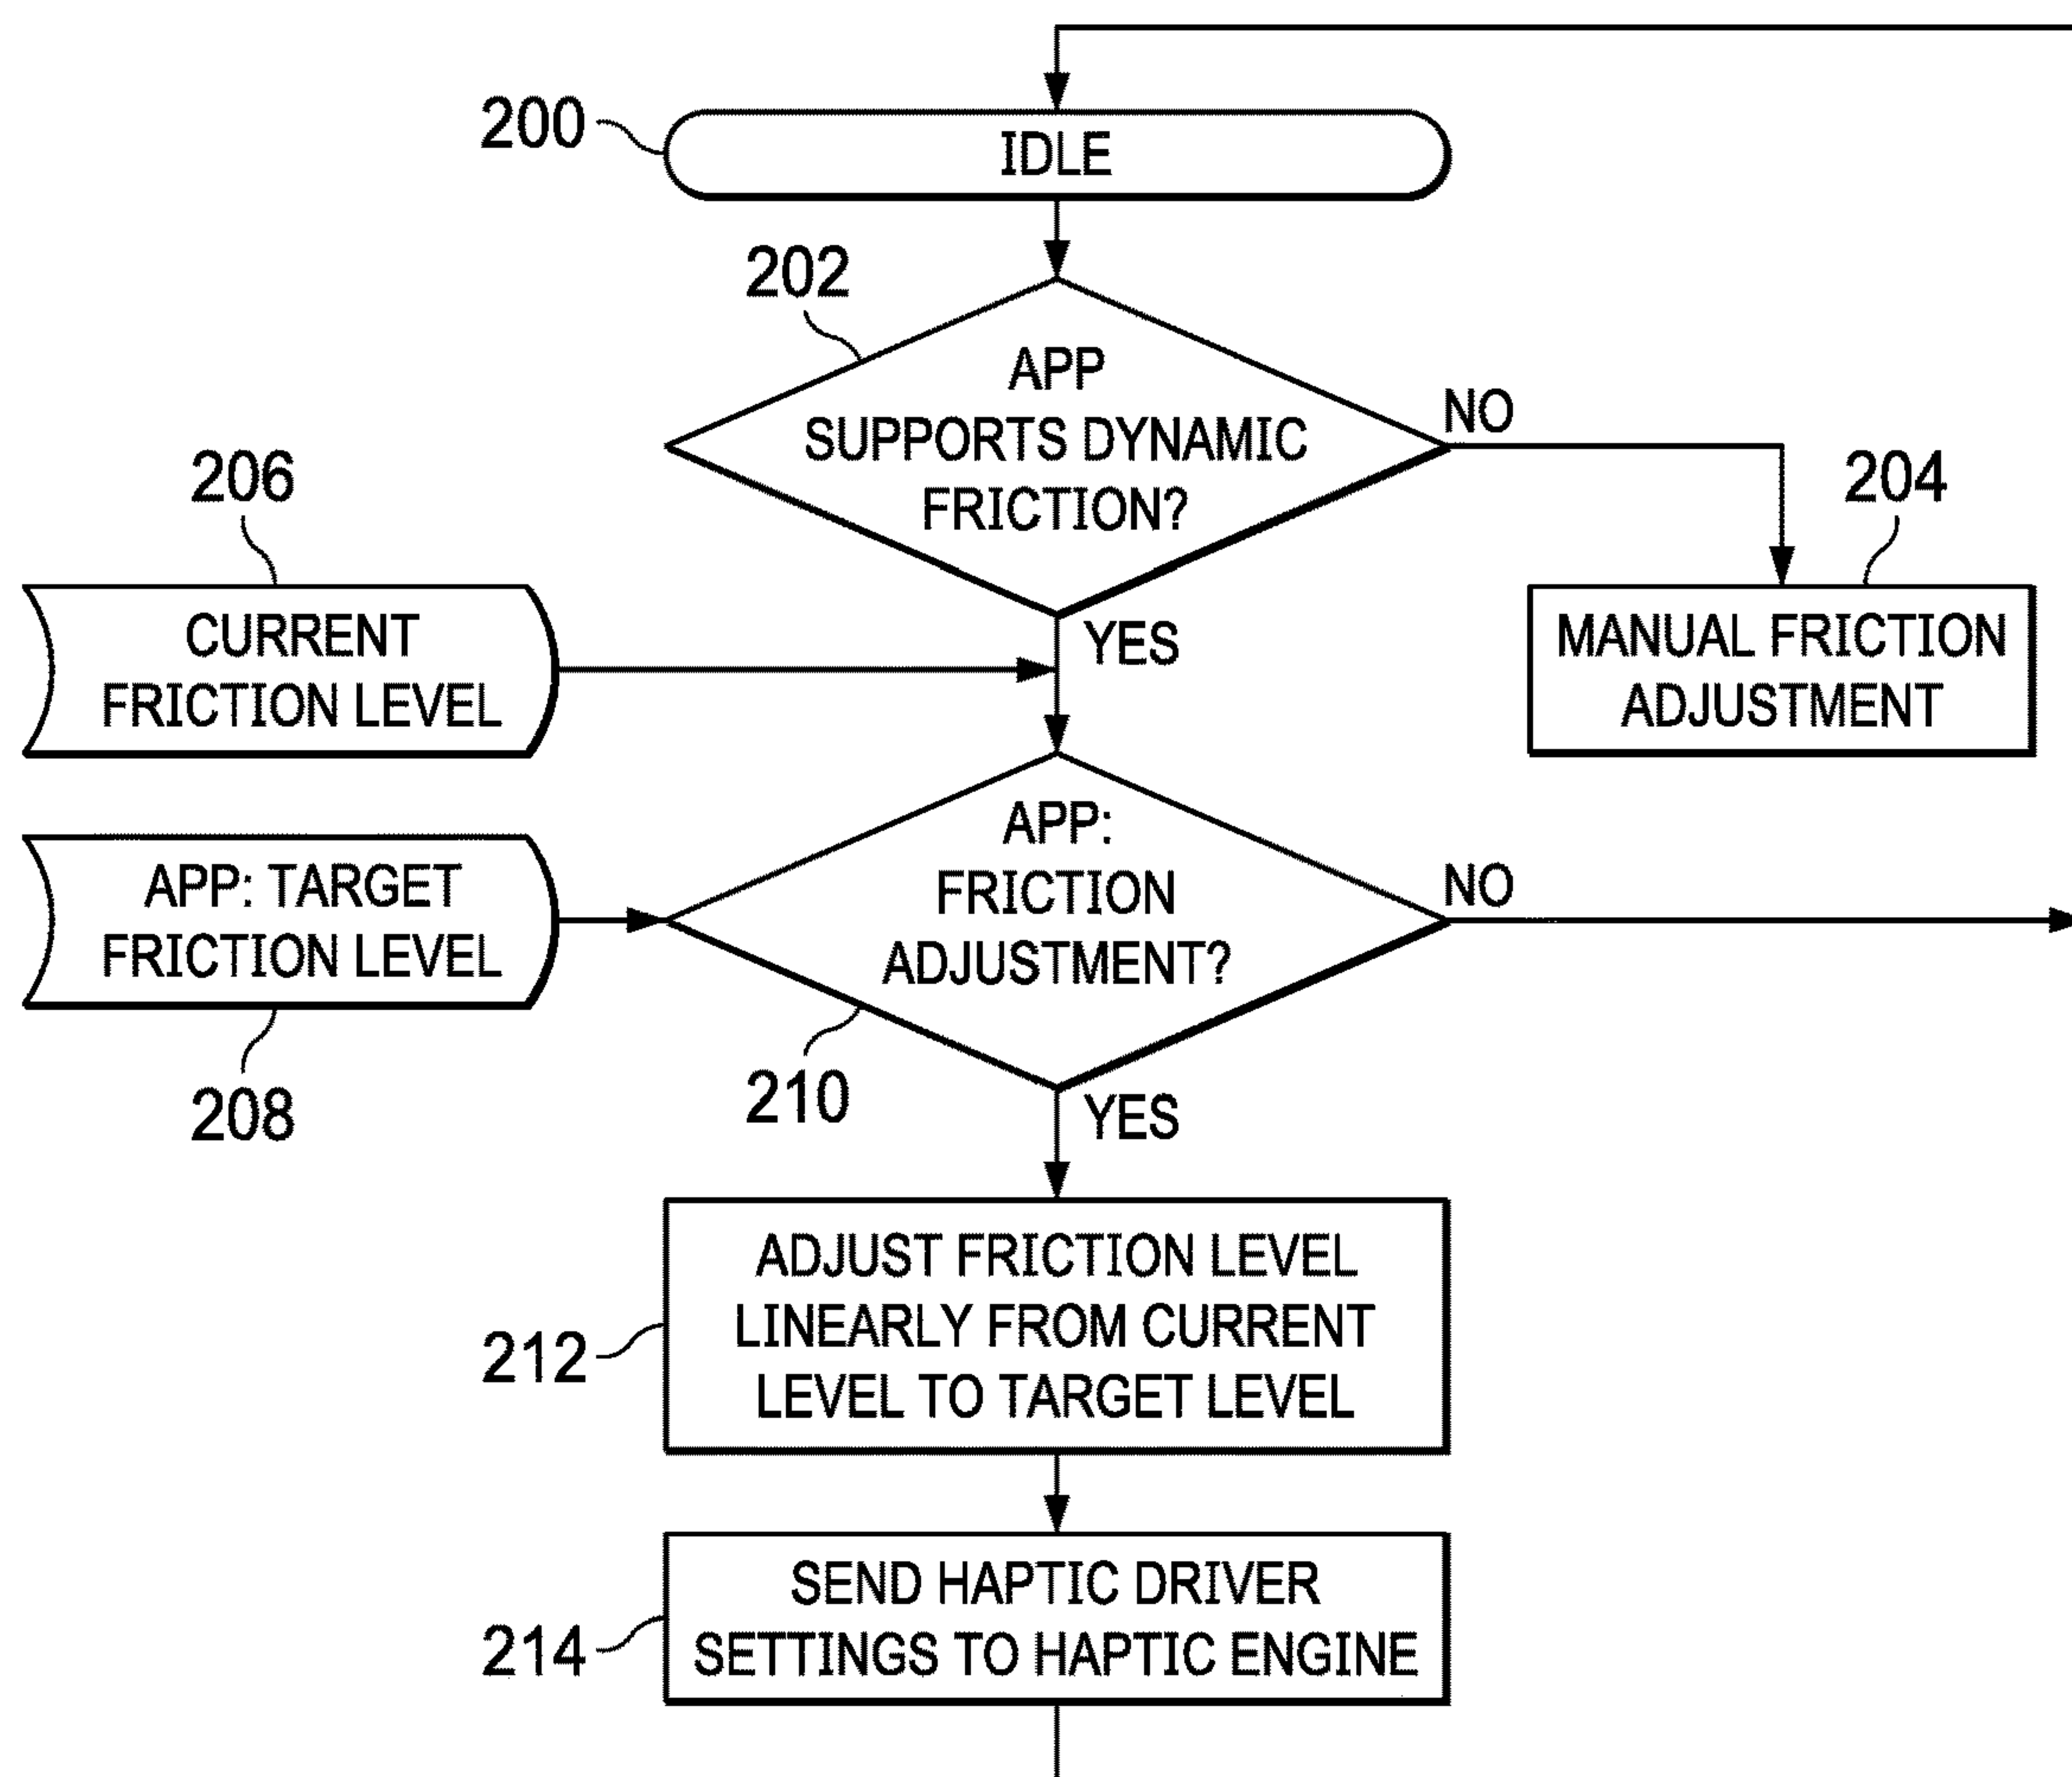 200
IDLE
202
APP
SUPPORTS DYNAMIC
FRICTION?
NO
204
MANUAL FRICTION
ADJUSTMENT
206
CURRENT
FRICTION LEVEL
YES
APP: TARGET
FRICTION LEVEL
208
APP:
FRICTION
ADJUSTMENT?
NO
210
YES
212
ADJUST FRICTION LEVEL
LINEARLY FROM CURRENT
LEVEL TO TARGET LEVEL
214
SEND HAPTIC DRIVER
SETTINGS TO HAPTIC ENGINE